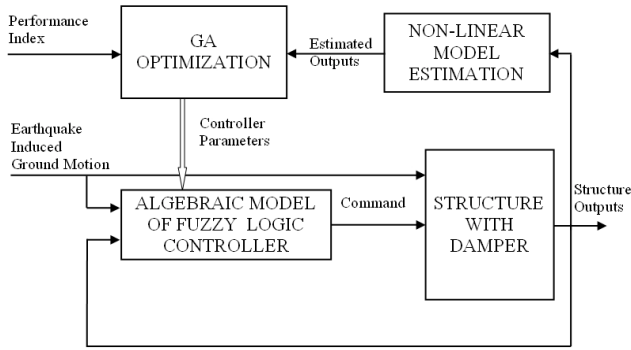 Performance
Index
GA
OPTIMIZATION
Estimated
Outputs
NON-LINEAR
MODEL
ESTIMATION
Controller
Parameters
Earthquake
Induced
Ground Motion
ALGEBRAIC MODEL
OF FUZZY LOGIC
CONTROLLER
Command
STRUCTURE
WITH
DAMPER
Structure
Outputs